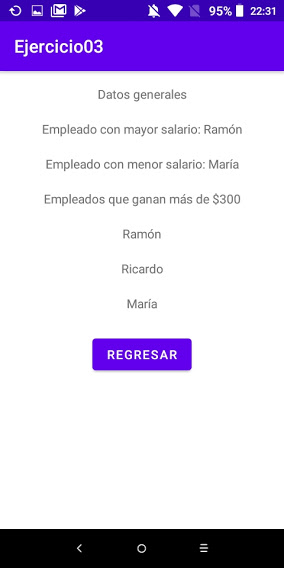 95% 22:31
Ejercicio03
Datos generales
Empleado con mayor salario: Ramón
Empleado con menor salario: María
Empleados que ganan más de $300
Ramón
Ricardo
María
REGRESAR